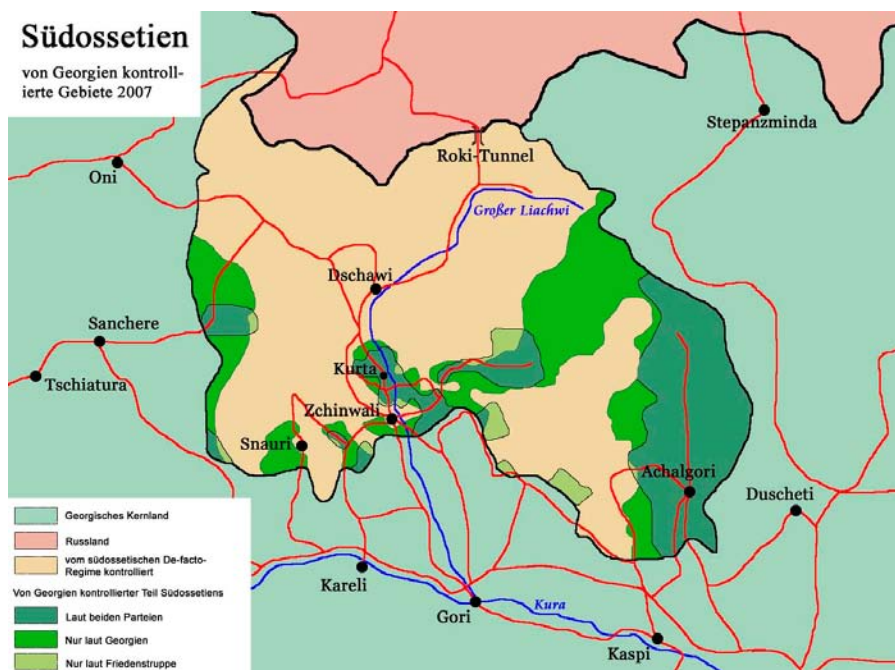 Südossetien
von Georgien kontroll-
ierte Gebiete 2007
Stepanzminda
Roki-Tunnel
Oni
Großer Liachwi
Dschawi
Sanchere
Tschiatura
Kurta
Zchinwali
Snauri
Achalgori
Duscheti
Kareli
Gori
Kura
Kaspi
Georgisches Kernland
Russland
vom südossetischen De-facto-
Regime kontrolliert
Von Georgien kontrollierter Teil Südossetiens
Laut beiden Parteien
Nur laut Georgien
Nur laut Friedenstruppe